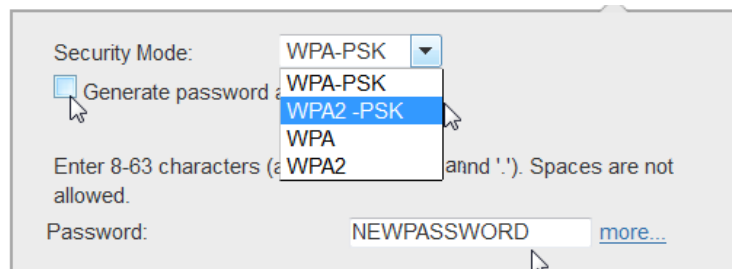 Security Mode: WPA-PSK
WPA-PSK
Generate password a
WPA2 -PSK
WPA
Enter 8-63 characters (a annd '.'). Spaces are not
WPA2
allowed.
Password: NEWPASSWORD more...